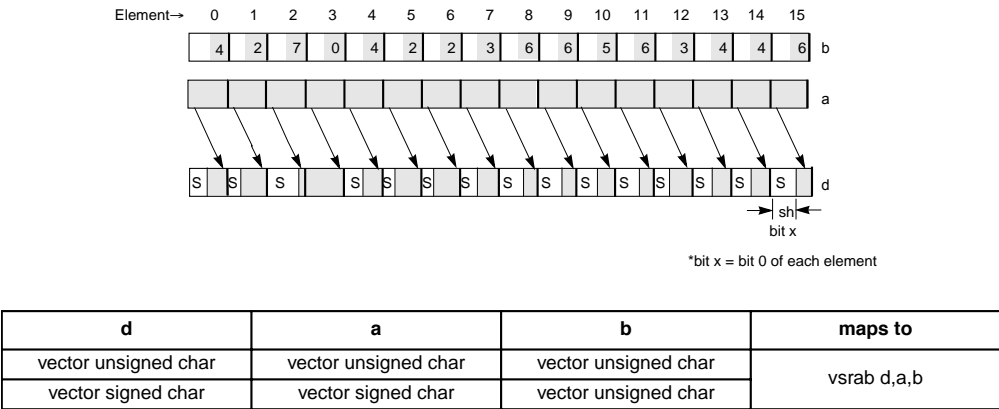 Element→ 0 1 2 3 4 5 6 7 8 9 10 11 12 13 14 15
4 2 7 0 4 2 2 3 6 6 5 6 3 4 4 6 b
a
S S S S S S S S S S S S S S S d
sh
bit x
*bit x = bit 0 of each element
d a b maps to
vector unsigned char vector unsigned char vector unsigned char vsrab d,a,b
vector signed char vector signed char vector unsigned char